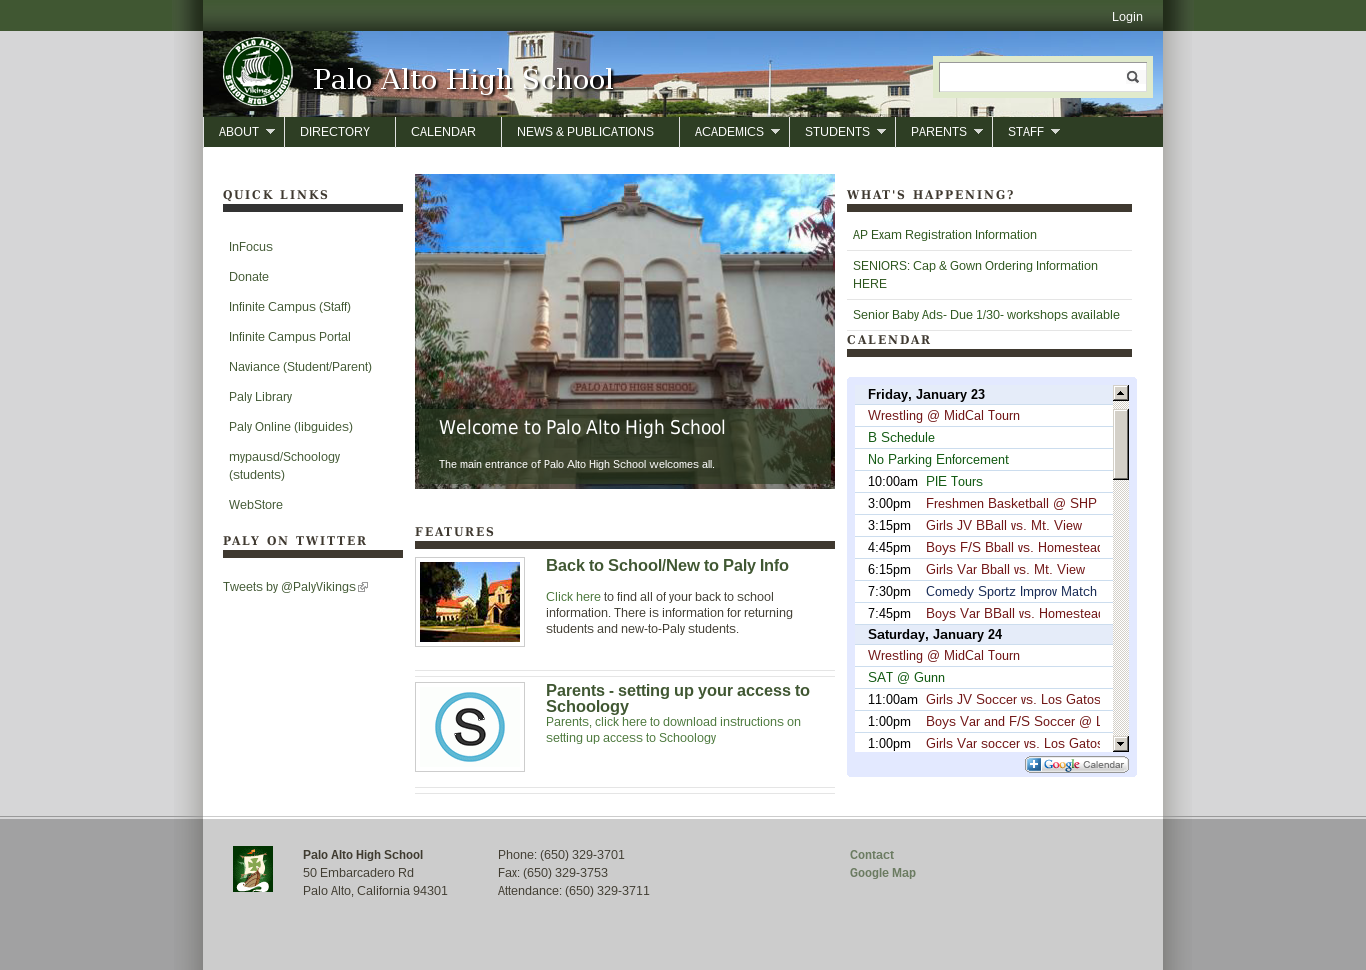 Login
PALO ALTO
Vikings
SENIOR HIGH SCHOOL
Palo Alto High School
ABOUT
DIRECTORY
CALENDAR
NEWS & PUBLICATIONS
ACADEMICS
STUDENTS
PARENTS
STAFF
QUICK LINKS
InFocus
Donate
Infinite Campus (Staff)
Infinite Campus Portal
Naviance (Student/Parent)
Paly Library
Paly Online (libguides)
mypausd/Schoology
(students)
WebStore
PALY ON TWITTER
Tweets by @PalyVikings
PALO ALTO HIGH SCHOOL
Welcome to Palo Alto High School
The main entrance of Palo Alto High School welcomes all.
FEATURES
Back to School/New to Paly Info
Click here to find all of your back to school
information. There is information for returning
students and new-to-Paly students.
S
Parents - setting up your access to
Schoology
Parents, click here to download instructions on
setting up access to Schoology
WHAT'S HAPPENING?
AP Exam Registration Information
SENIORS: Cap & Gown Ordering Information
HERE
Senior Baby Ads- Due 1/30- workshops available
CALENDAR
Friday, January 23
Wrestling @ MidCal Tourn
B Schedule
No Parking Enforcement
10:00am PIE Tours
3:00pm Freshmen Basketball @ SHP
3:15pm Girls JV BBall vs. Mt. View
4:45pm Boys F/S Bball vs. Homestead
6:15pm Girls Var Bball vs. Mt. View
7:30pm Comedy Sportz Improv Match
7:45pm Boys Var BBall vs. Homestead
Saturday, January 24
Wrestling @ MidCal Tourn
SAT @ Gunn
11:00am Girls JV Soccer vs. Los Gatos
1:00pm Boys Var and F/S Soccer @ L
1:00pm Girls Var soccer vs. Los Gatos
Google Calendar
Palo Alto High School
50 Embarcadero Rd
Palo Alto, California 94301
Phone: (650) 329-3701
Fax: (650) 329-3753
Attendance: (650) 329-3711
Contact
Google Map